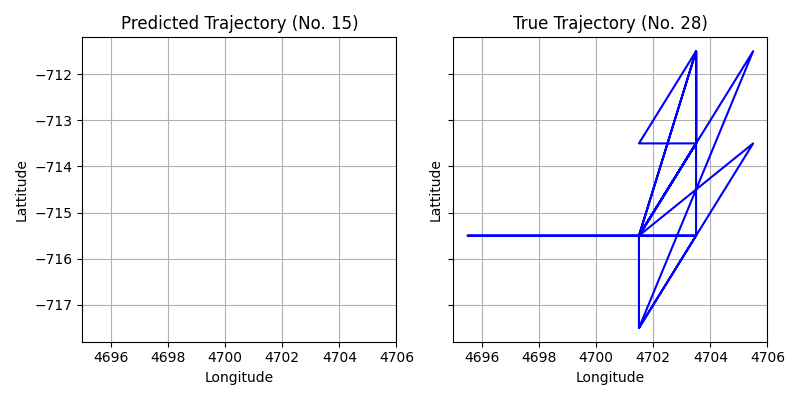 Predicted Trajectory (No. 15)
True Trajectory (No. 28)
−712
−713
−714
−715
−716
−717
Lattitude
Lattitude
4696 4698 4700 4702 4704 4706
4696 4698 4700 4702 4704 4706
Longitude
Longitude